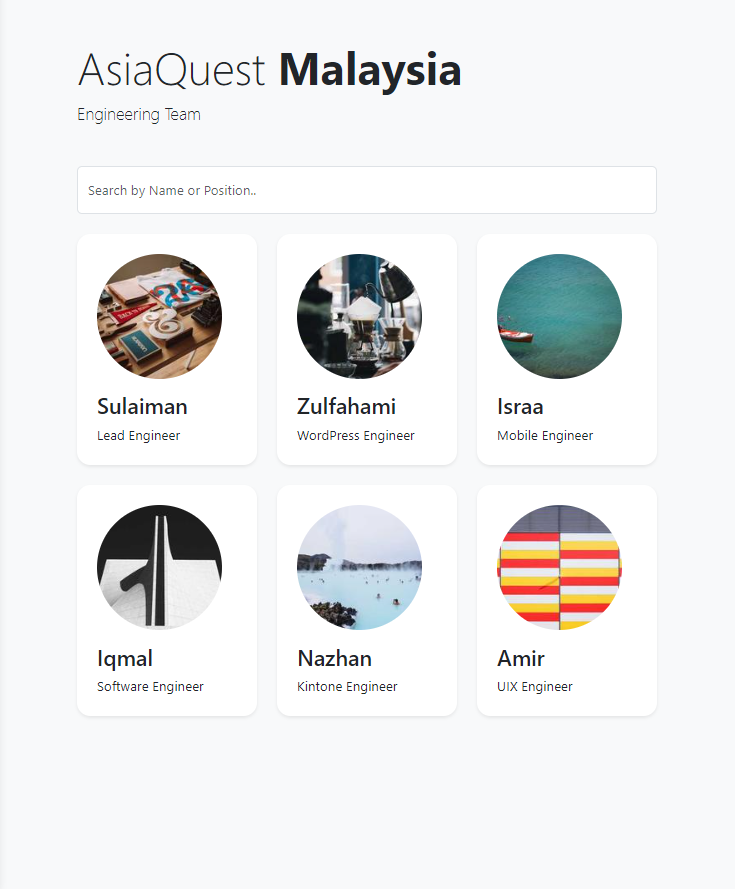 AsiaQuest Malaysia
Engineering Team
Search by Name or Position..
Sulaiman
Lead Engineer
Zulfahami
WordPress Engineer
Israa
Mobile Engineer
Iqmal
Software Engineer
Nazhan
Kintone Engineer
Amir
UIX Engineer